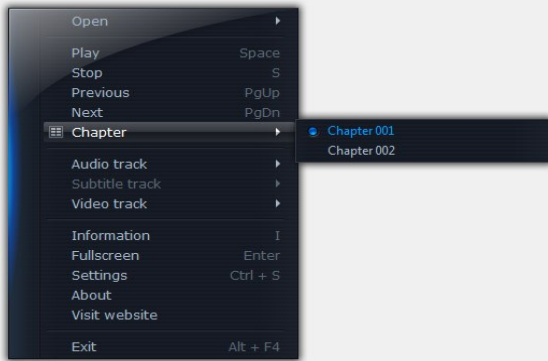 Open
Play Space
Stop S
Previous PgUp
Next PgDn
Chapter
Chapter 001
Chapter 002
Audio track
Subtitle track
Video track
Information I
Fullscreen Enter
Settings Ctrl + S
About
Visit website
Exit Alt + F4